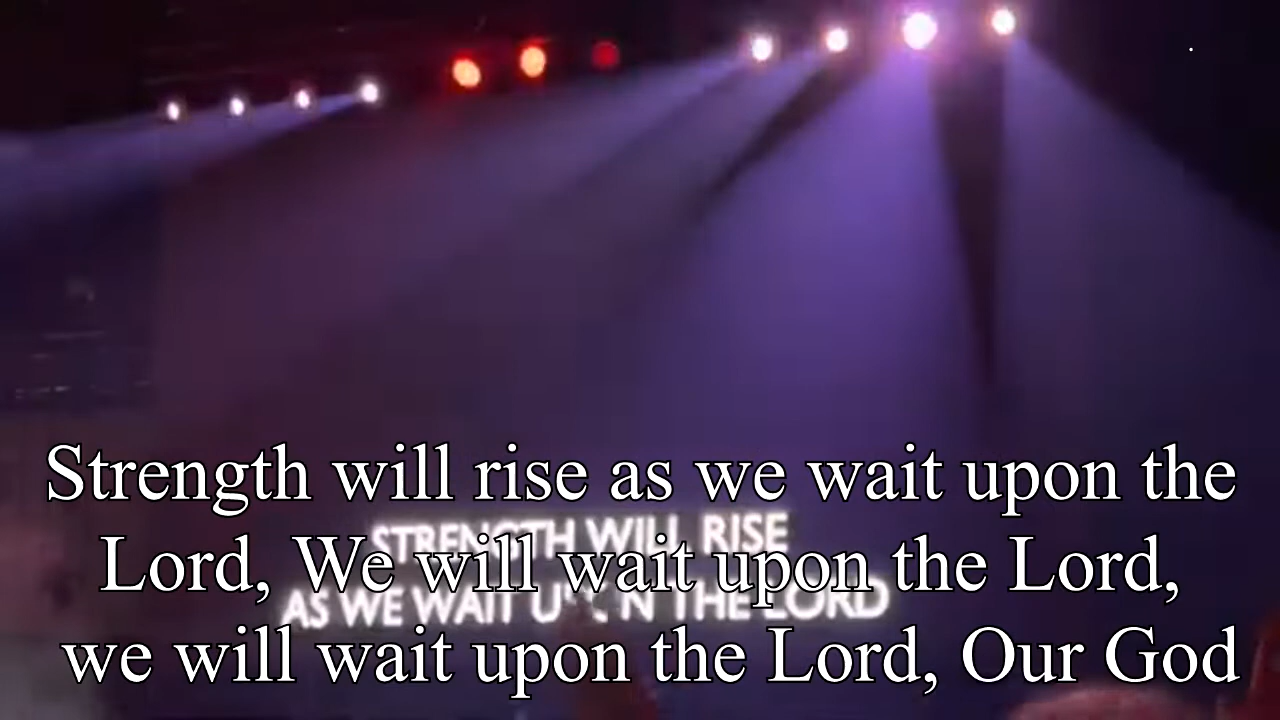 Strength will rise as we wait upon the
STRENGTH WILL RISE
Lord, We will wait upon the Lord,
AS WE WAIT UPON THE LORD
we will wait upon the Lord, Our God